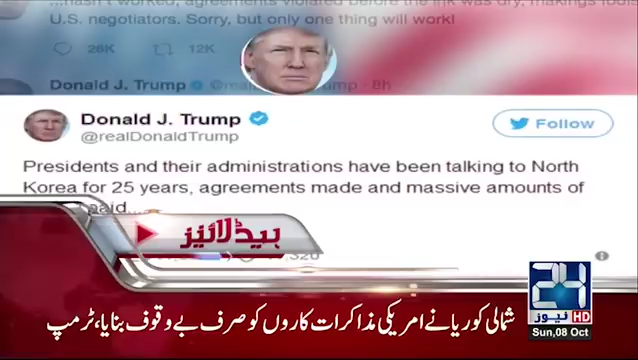 ...hasn't worked, agreements violated before the ink was dry, makings fools
U.S. negotiators. Sorry, but only one thing will work!
26K 12K
Donald J. Trump 8h
Donald J. Trump
@realDonaldTrump
Follow
Presidents and their administrations have been talking to North
Korea for 25 years, agreements made and massive amounts of
paid...
ہیڈلائنز
24
نیوز HD
شمالی کوریا نے امریکی مذاکرات کاروں کو صرف بے وقوف بنایا، ٹرمپ
Sun,08 Oct